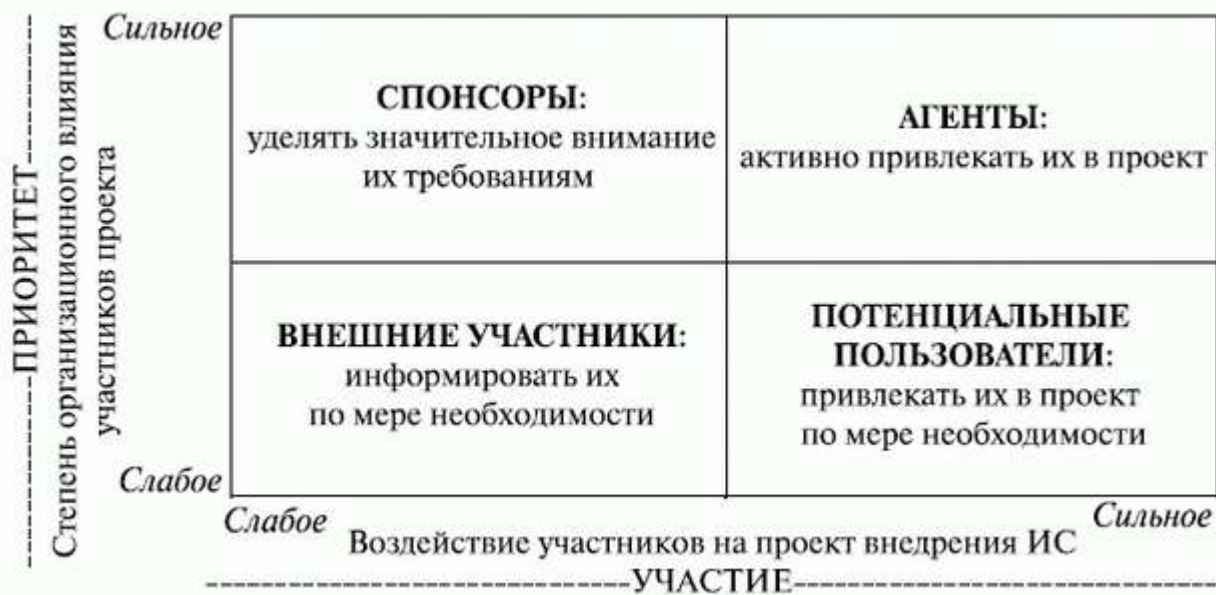 -----------ПРИОРИТЕТ-----------
Степень организационного влияния
участников проекта
Сильное
СПОНСОРЫ:
уделять значительное внимание
их требованиям
АГЕНТЫ:
активно привлекать их в проект
ВНЕШНИЕ УЧАСТНИКИ:
информировать их
по мере необходимости
ПОТЕНЦИАЛЬНЫЕ
ПОЛЬЗОВАТЕЛИ:
привлекать их в проект
по мере необходимости
Слабое
Слабое
Сильное
Воздействие участников на проект внедрения ИС
------------------------------УЧАСТИЕ------------------------------